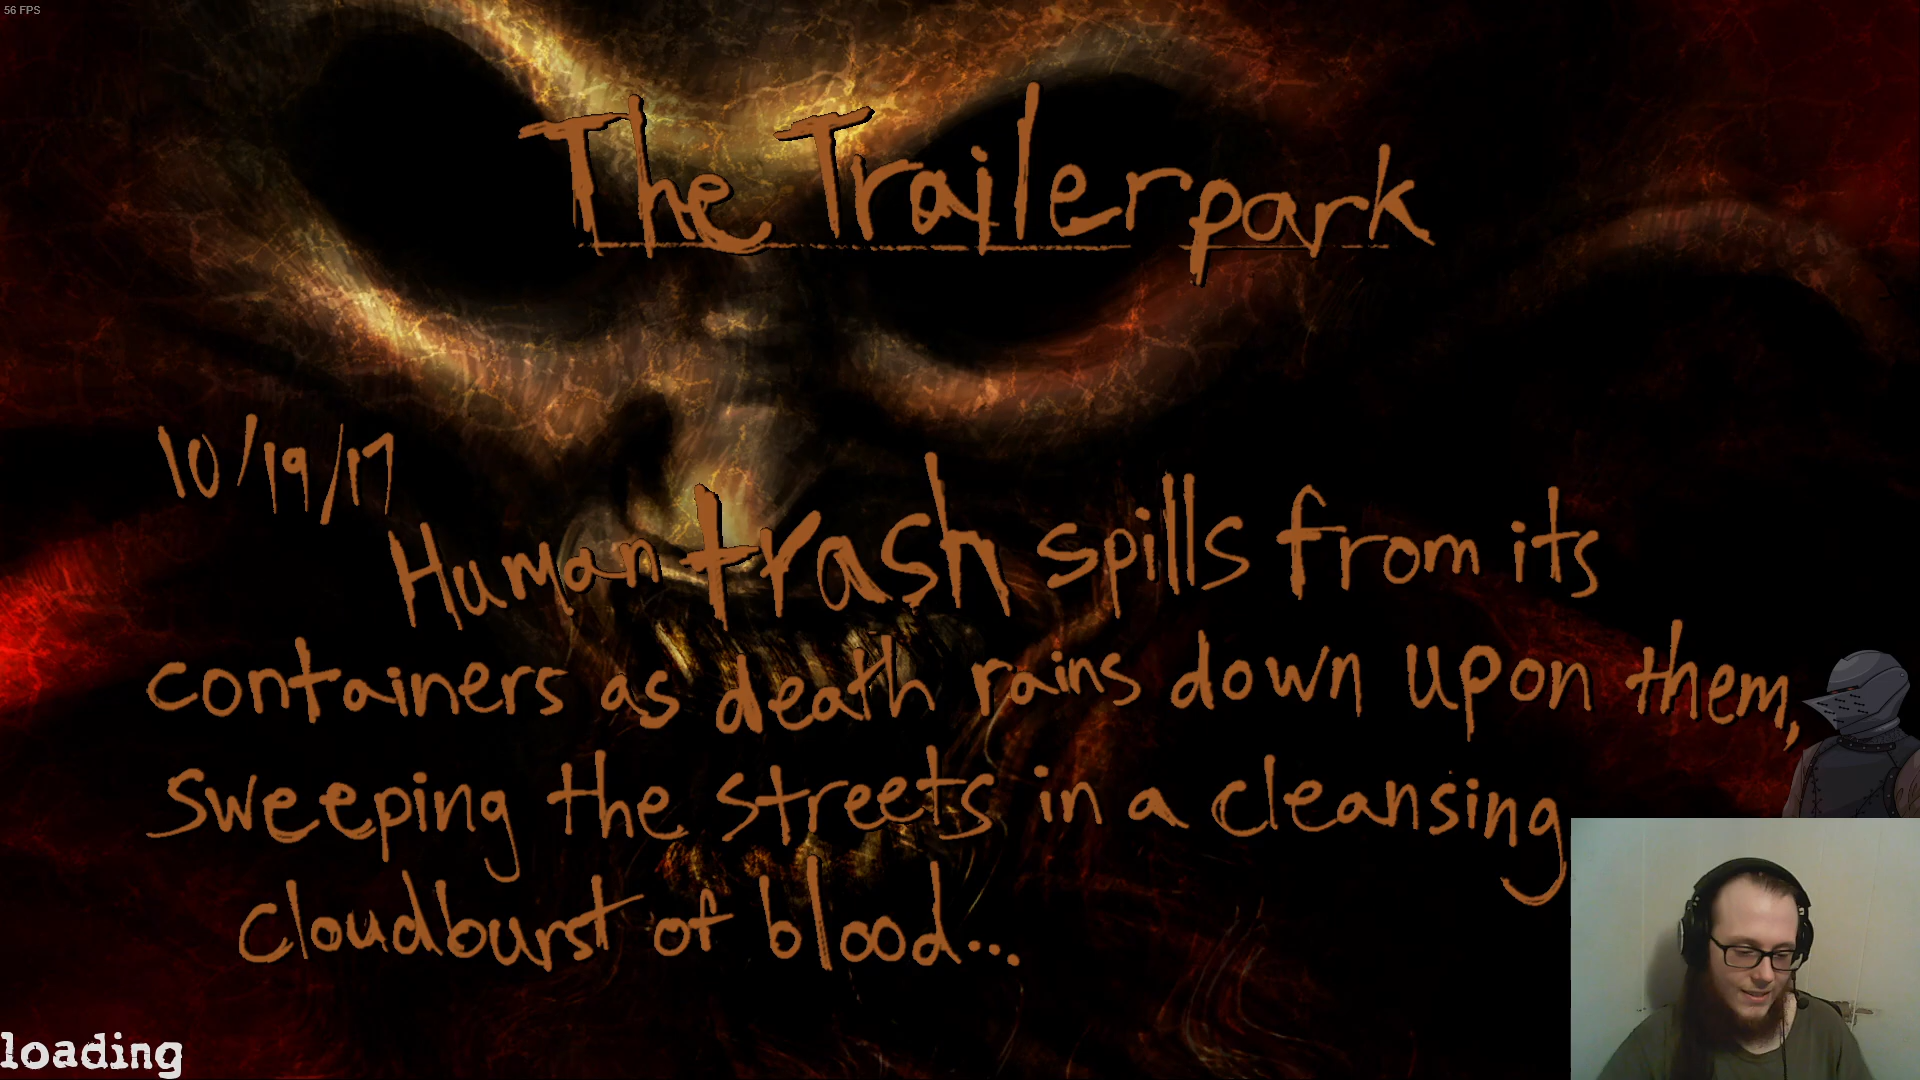 56 FPS
The Trailerpark
10/19/17
Human trash spills from its
containers as death rains down upon them,
sweeping the streets in a cleansing
cloudburst of blood...
loading